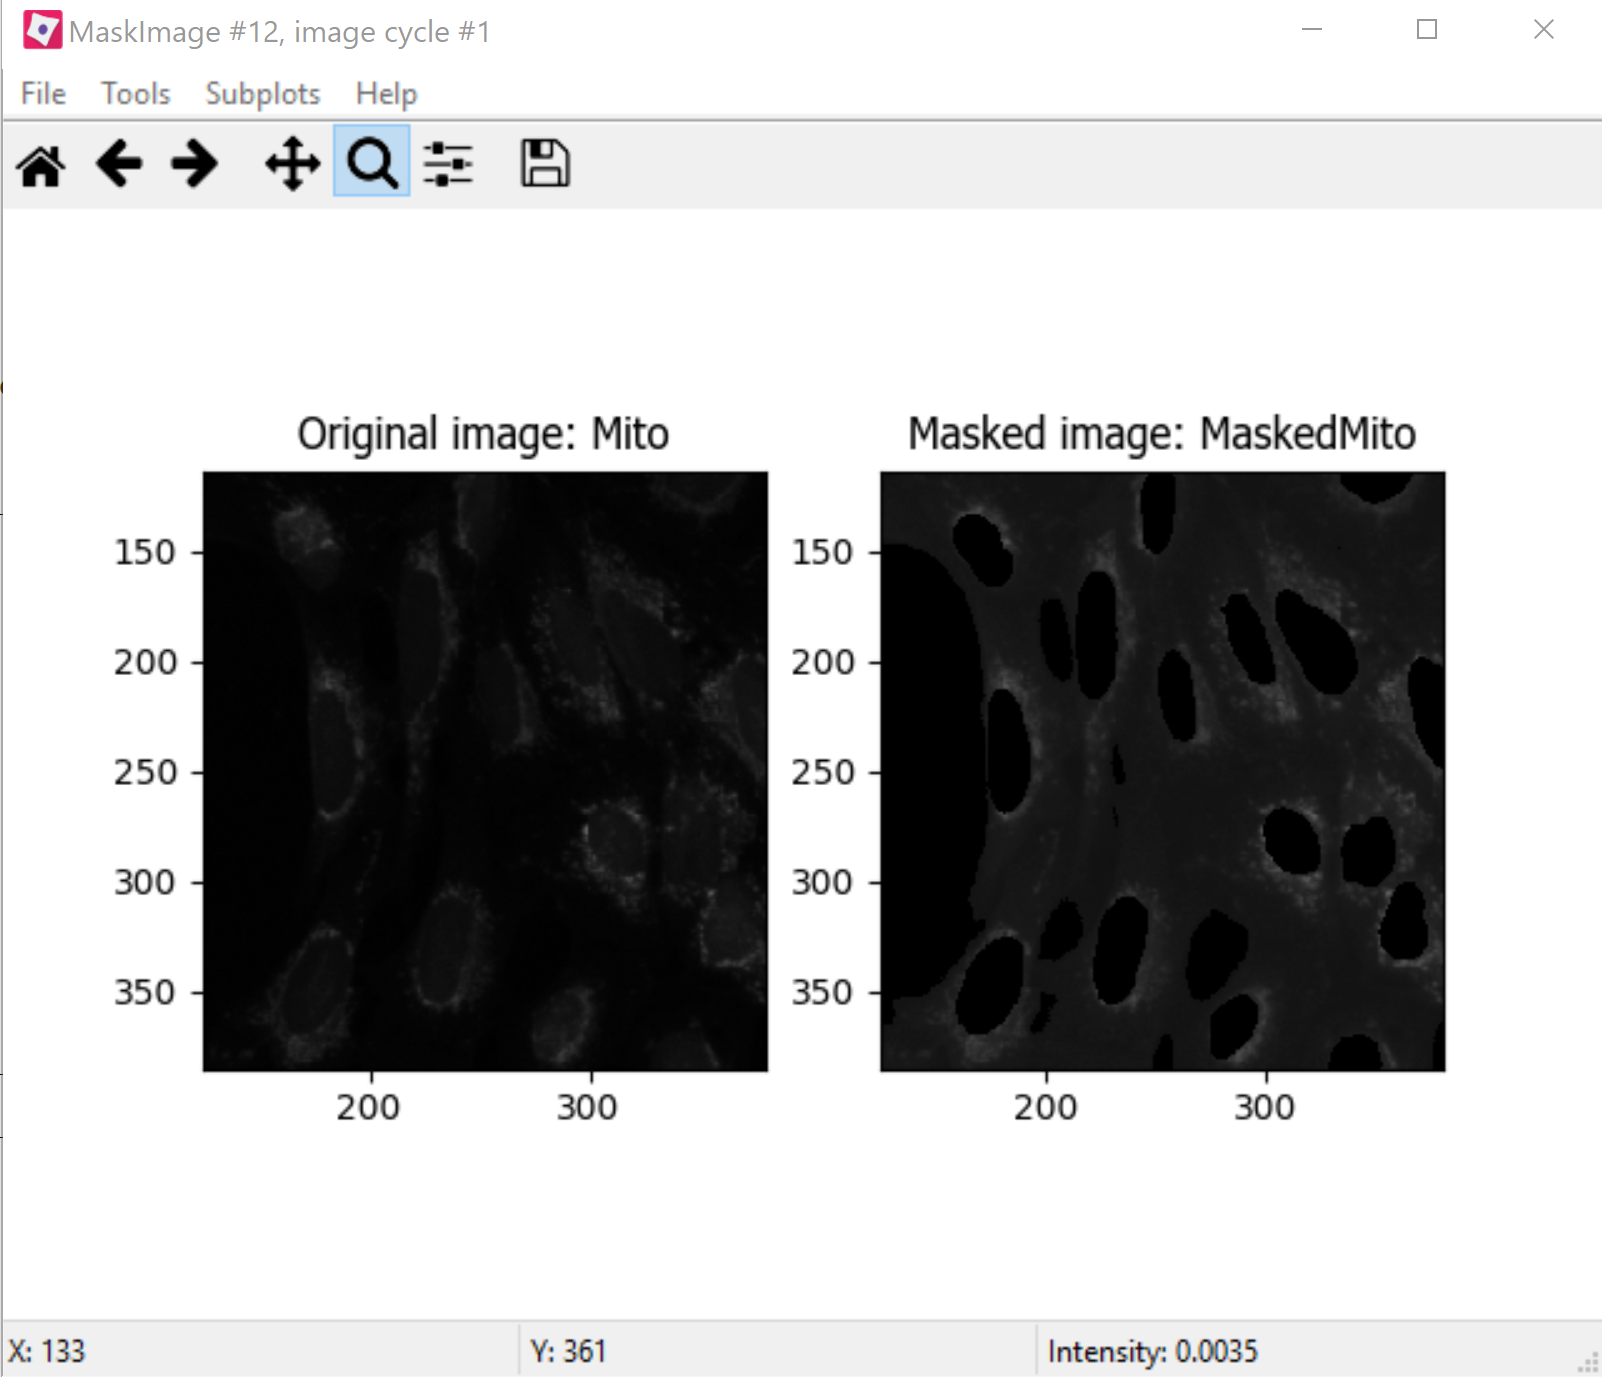 MaskImage #12, image cycle #1
File Tools Subplots Help
Original image: Mito
150
200
250
300
350
200 300
Masked image: MaskedMito
150
200
250
300
350
200 300
X: 133 Y: 361 Intensity: 0.0035